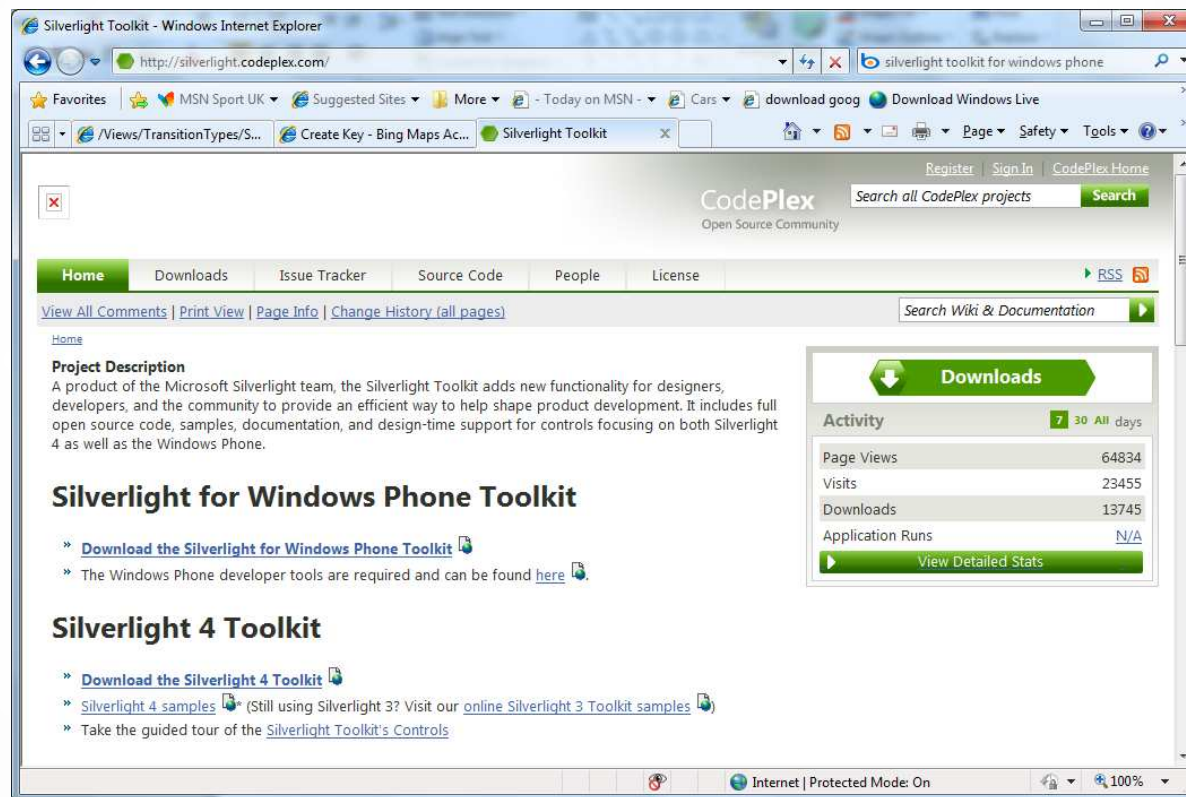 Silverlight Toolkit - Windows Internet Explorer
http://silverlight.codeplex.com/
silverlight toolkit for windows phone
Favorites MSN Sport UK Suggested Sites More - Today on MSN - Cars download goog Download Windows Live
/Views/TransitionTypes/S... Create Key - Bing Maps Ac... Silverlight Toolkit Page Safety Tools
Register | Sign In | CodePlex Home
CodePlex
Open Source Community
Search all CodePlex projects Search
Home Downloads Issue Tracker Source Code People License RSS
View All Comments | Print View | Page Info | Change History (all pages) Search Wiki & Documentation
Home
Project Description
A product of the Microsoft Silverlight team, the Silverlight Toolkit adds new functionality for designers,
developers, and the community to provide an efficient way to help shape product development. It includes full
open source code, samples, documentation, and design-time support for controls focusing on both Silverlight
4 as well as the Windows Phone.
Silverlight for Windows Phone Toolkit
» Download the Silverlight for Windows Phone Toolkit
» The Windows Phone developer tools are required and can be found here.
Silverlight 4 Toolkit
» Download the Silverlight 4 Toolkit
» Silverlight 4 samples* (Still using Silverlight 3? Visit our online Silverlight 3 Toolkit samples)
» Take the guided tour of the Silverlight Toolkit's Controls
Downloads
Activity 7 30 All days
Page Views 64834
Visits 23455
Downloads 13745
Application Runs N/A
View Detailed Stats
Internet | Protected Mode: On 100%